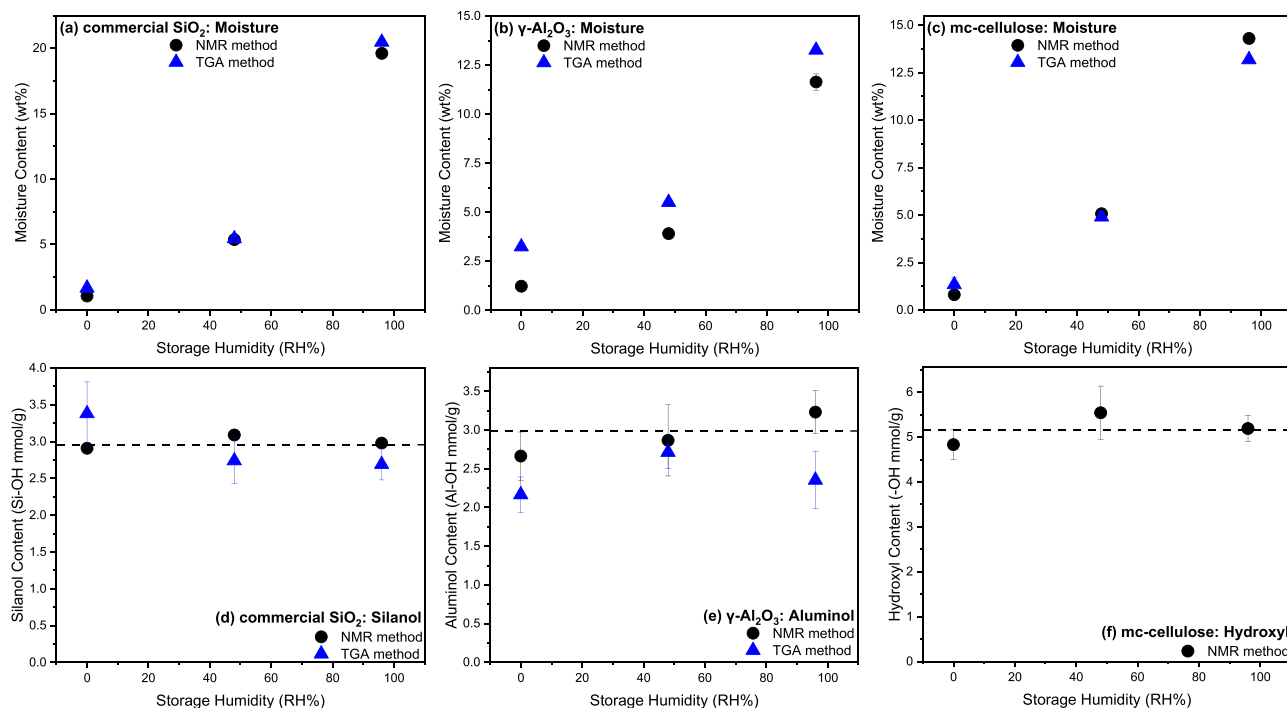 (a) commercial SiO₂: Moisture
NMR method
TGA method
Moisture Content (wt%)
20
15
10
5
0
0 20 40 60 80 100
Storage Humidity (RH%)
(b) γ-Al₂O₃: Moisture
NMR method
TGA method
Moisture Content (wt%)
15.0
12.5
10.0
7.5
5.0
2.5
0.0
0 20 40 60 80 100
Storage Humidity (RH%)
(c) mc-cellulose: Moisture
NMR method
TGA method
Moisture Content (wt%)
15.0
12.5
10.0
7.5
5.0
2.5
0.0
0 20 40 60 80 100
Storage Humidity (RH%)
Silanol Content (Si-OH mmol/g)
4.0
3.5
3.0
2.5
2.0
1.5
1.0
0.5
0.0
(d) commercial SiO₂: Silanol
NMR method
TGA method
0 20 40 60 80 100
Storage Humidity (RH%)
Aluminol Content (Al-OH mmol/g)
3.5
3.0
2.5
2.0
1.5
1.0
0.5
0.0
(e) γ-Al₂O₃: Aluminol
NMR method
TGA method
0 20 40 60 80 100
Storage Humidity (RH%)
Hydroxyl Content (-OH mmol/g)
6
5
4
3
2
1
0
(f) mc-cellulose: Hydroxyl
NMR method
0 20 40 60 80 100
Storage Humidity (RH%)